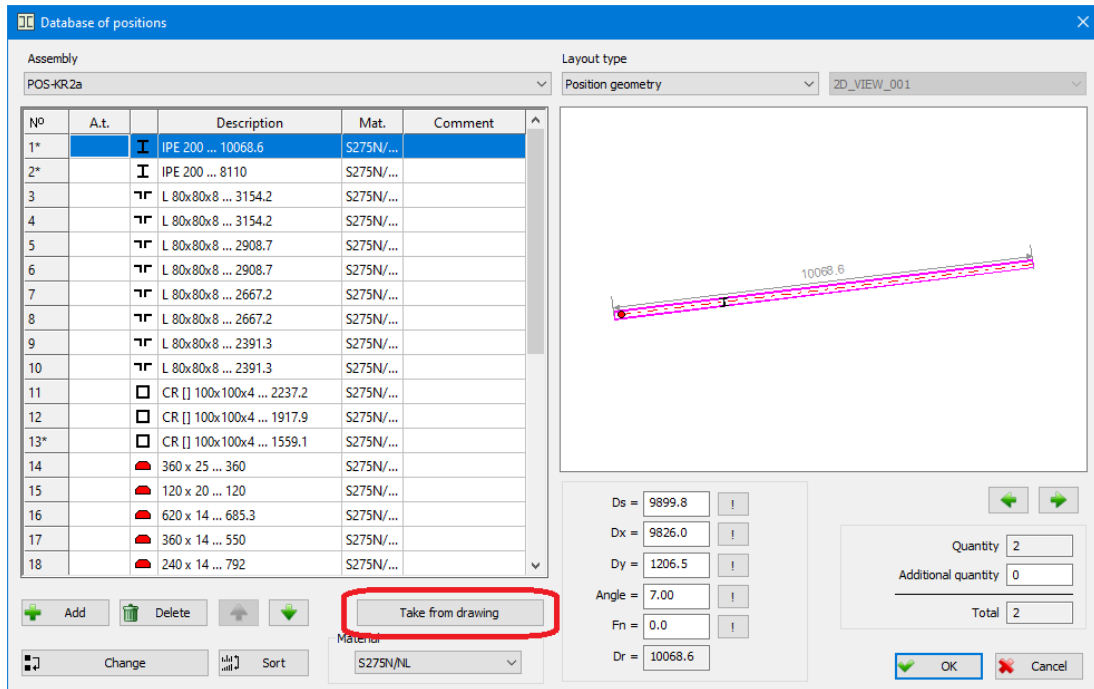 Database of positions
Assembly
POS-KR2a
Layout type
Position geometry
2D_VIEW_001
Nº A.t. Description Mat. Comment
1* IPE 200 ... 10068.6 S275N/...
2* IPE 200 ... 8110 S275N/...
3 L 80x80x8 ... 3154.2 S275N/...
4 L 80x80x8 ... 3154.2 S275N/...
5 L 80x80x8 ... 2908.7 S275N/...
6 L 80x80x8 ... 2908.7 S275N/...
7 L 80x80x8 ... 2667.2 S275N/...
8 L 80x80x8 ... 2667.2 S275N/...
9 L 80x80x8 ... 2391.3 S275N/...
10 L 80x80x8 ... 2391.3 S275N/...
11 CR [] 100x100x4 ... 2237.2 S275N/...
12 CR [] 100x100x4 ... 1917.9 S275N/...
13* CR [] 100x100x4 ... 1559.1 S275N/...
14 360 x 25 ... 360 S275N/...
15 120 x 20 ... 120 S275N/...
16 620 x 14 ... 685.3 S275N/...
17 360 x 14 ... 550 S275N/...
18 240 x 14 ... 792 S275N/...
10068.6
Add
Delete
Take from drawing
Change
Sort
Material
S275N/NL
Ds = 9899.8 !
Dx = 9826.0 !
Dy = 1206.5 !
Angle = 7.00 !
Fn = 0.0 !
Dr = 10068.6
Quantity 2
Additional quantity 0
Total 2
OK
Cancel